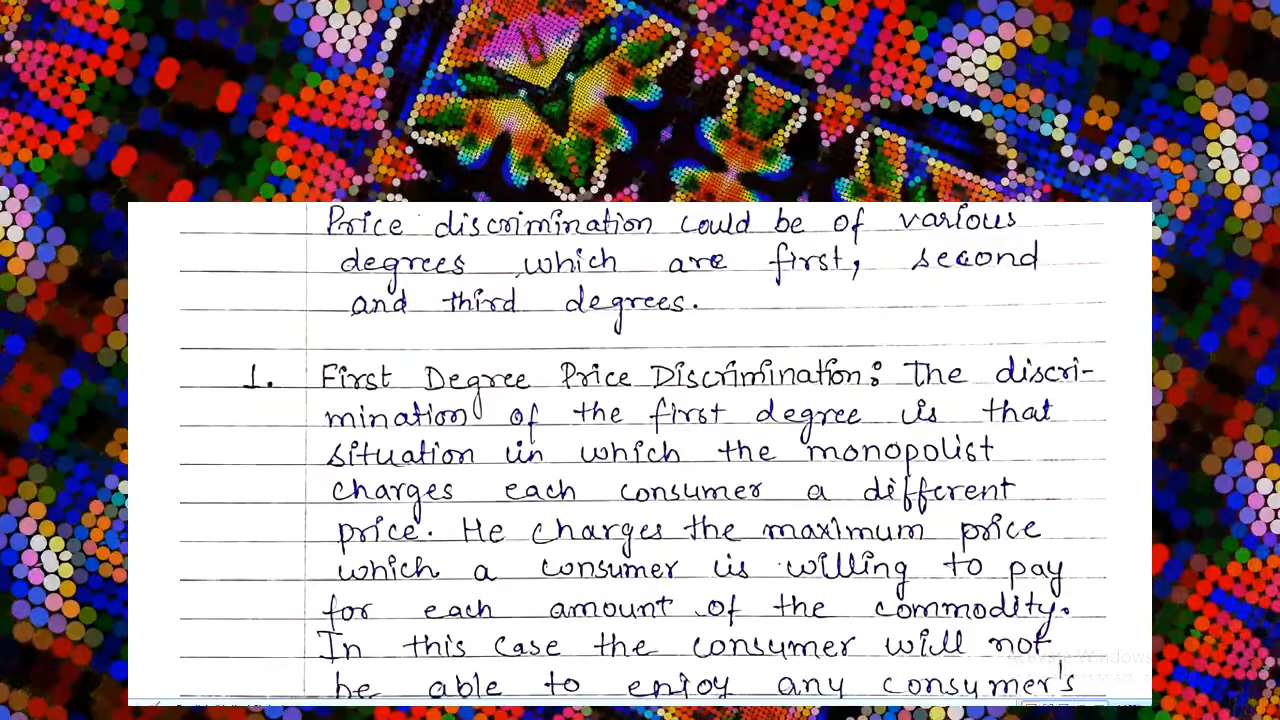 Price discrimination could be of various
degrees which are first, second
and third degrees.
1. First Degree Price Discrimination: The discri-
mination of the first degree is that
situation in which the monopolist
charges each consumer a different
price. He charges the maximum price
which a consumer is willing to pay
for each amount of the commodity.
In this case the consumer will not
be able to enjoy any consumer's
Activate Windows